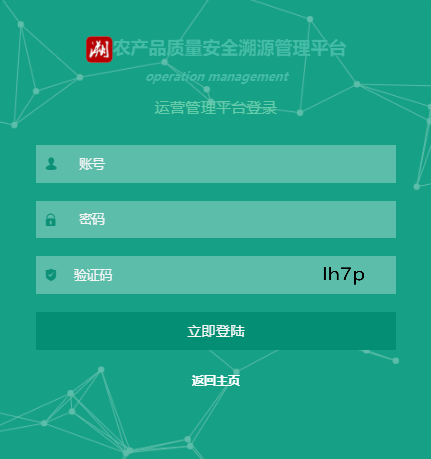 溯 农产品质量安全溯源管理平台
operation management
运营管理平台登录
账号
密码
验证码 lh7p
立即登陆
返回主页